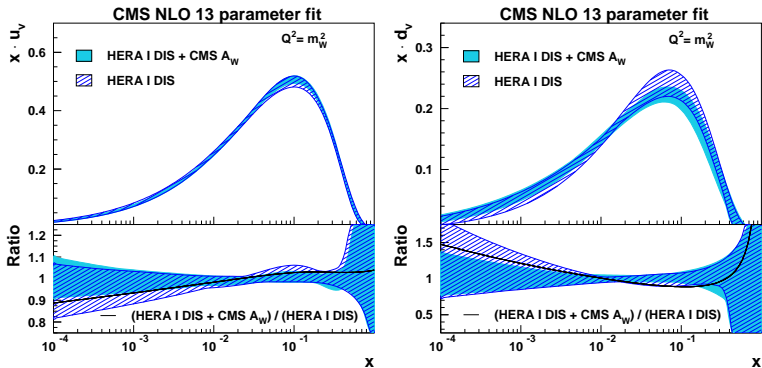 CMS NLO 13 parameter fit
x · u_v
Q² = m_W²
HERA I DIS + CMS A_W
HERA I DIS
0.6
0.4
0.2
Ratio
1.2
1.1
1
0.9
0.8
(HERA I DIS + CMS A_W) / (HERA I DIS)
10⁻⁴ 10⁻³ 10⁻² 10⁻¹
x
CMS NLO 13 parameter fit
x · d_v
Q² = m_W²
HERA I DIS + CMS A_W
HERA I DIS
0.3
0.2
0.1
Ratio
1.5
1
0.5
(HERA I DIS + CMS A_W) / (HERA I DIS)
10⁻⁴ 10⁻³ 10⁻² 10⁻¹
x